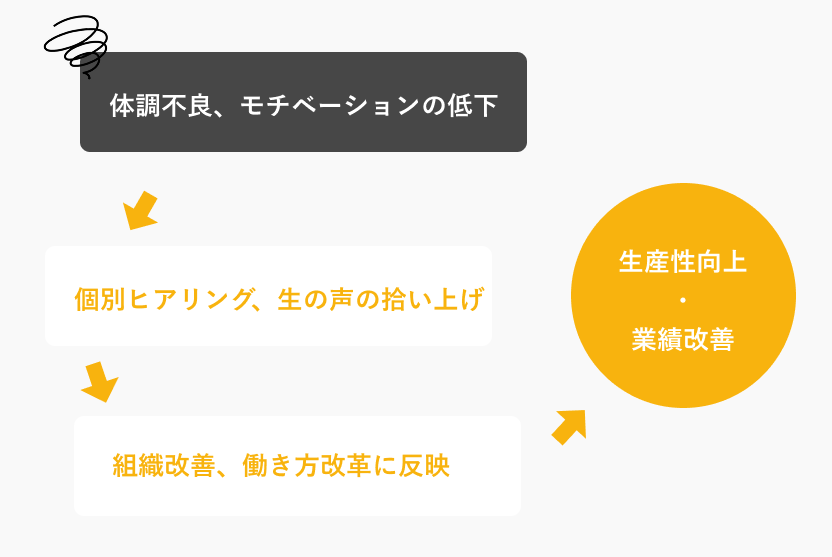 体調不良、モチベーションの低下
個別ヒアリング、生の声の拾い上げ
組織改善、働き方改革に反映
生産性向上
・
業績改善